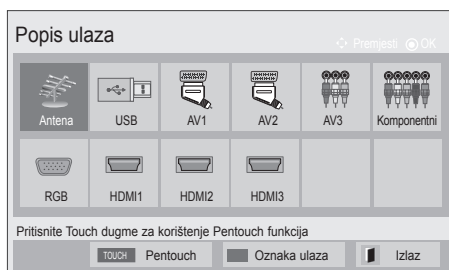 Popis ulaza
Premjesti OK
Antena USB AV1 AV2 AV3 Komponentni
RGB HDMI1 HDMI2 HDMI3
Pritisnite Touch dugme za korištenje Pentouch funkcija
TOUCH Pentouch Oznaka ulaza Izlaz